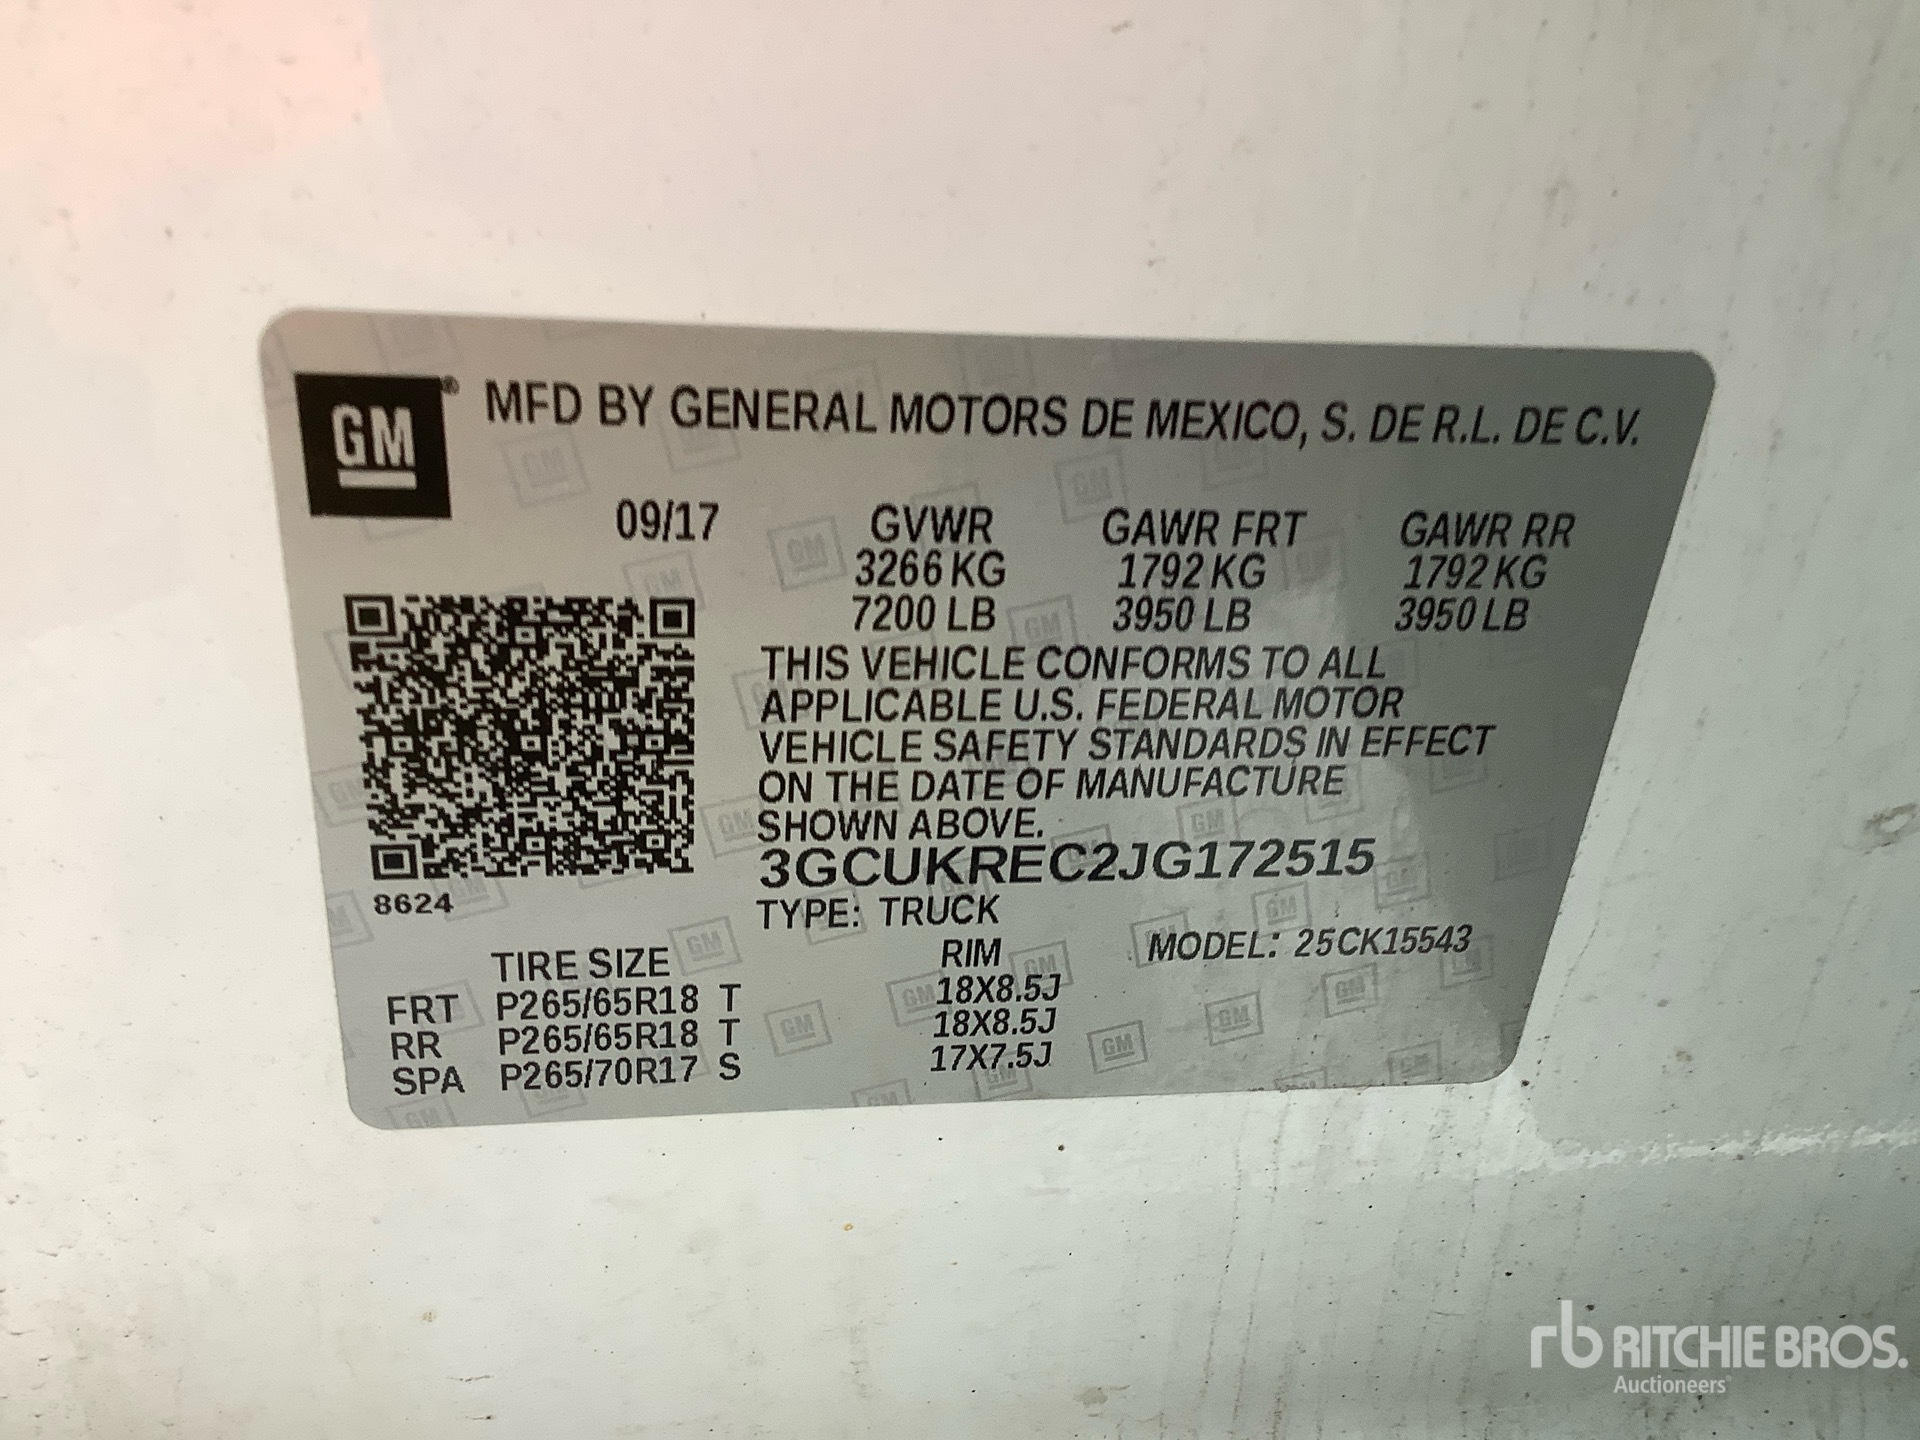 GM® MFD BY GENERAL MOTORS DE MEXICO, S. DE R.L. DE C.V.
09/17 GVWR GAWR FRT GAWR RR
3266 KG 1792 KG 1792 KG
7200 LB 3950 LB 3950 LB
THIS VEHICLE CONFORMS TO ALL
APPLICABLE U.S. FEDERAL MOTOR
VEHICLE SAFETY STANDARDS IN EFFECT
ON THE DATE OF MANUFACTURE
SHOWN ABOVE.
3GCUKREC2JG172515
8624
TYPE: TRUCK
MODEL: 25CK15543
TIRE SIZE RIM
FRT P265/65R18 T 18X8.5J
RR P265/65R18 T 18X8.5J
SPA P265/70R17 S 17X7.5J
rb RITCHIE BROS.
Auctioneers